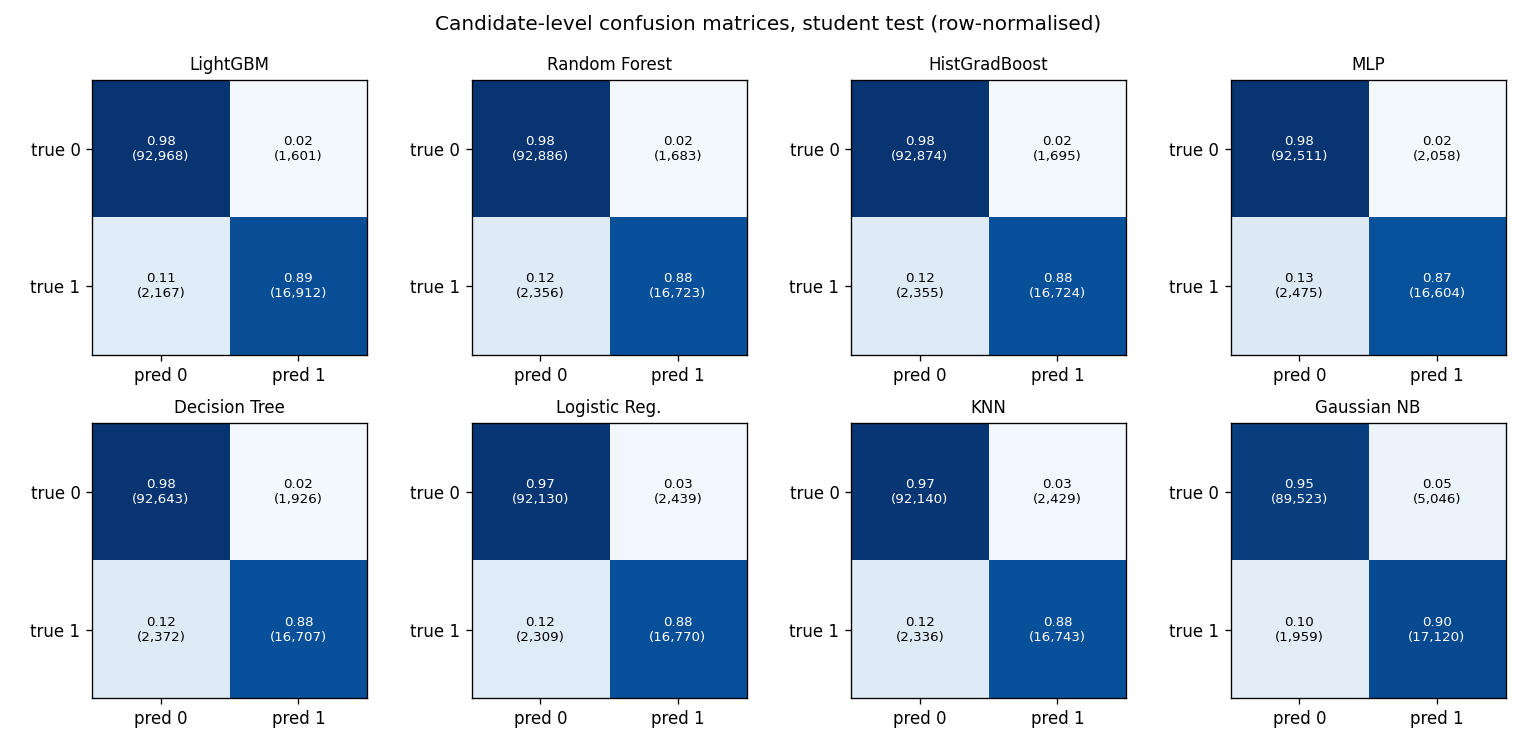 Candidate-level confusion matrices, student test (row-normalised)
LightGBM
true 0
0.98
(92,968)
0.02
(1,601)
true 1
0.11
(2,167)
0.89
(16,912)
pred 0
pred 1
Random Forest
true 0
0.98
(92,886)
0.02
(1,683)
true 1
0.12
(2,356)
0.88
(16,723)
pred 0
pred 1
HistGradBoost
true 0
0.98
(92,874)
0.02
(1,695)
true 1
0.12
(2,355)
0.88
(16,724)
pred 0
pred 1
MLP
true 0
0.98
(92,511)
0.02
(2,058)
true 1
0.13
(2,475)
0.87
(16,604)
pred 0
pred 1
Decision Tree
true 0
0.98
(92,643)
0.02
(1,926)
true 1
0.12
(2,372)
0.88
(16,707)
pred 0
pred 1
Logistic Reg.
true 0
0.97
(92,130)
0.03
(2,439)
true 1
0.12
(2,309)
0.88
(16,770)
pred 0
pred 1
KNN
true 0
0.97
(92,140)
0.03
(2,429)
true 1
0.12
(2,336)
0.88
(16,743)
pred 0
pred 1
Gaussian NB
true 0
0.95
(89,523)
0.05
(5,046)
true 1
0.10
(1,959)
0.90
(17,120)
pred 0
pred 1